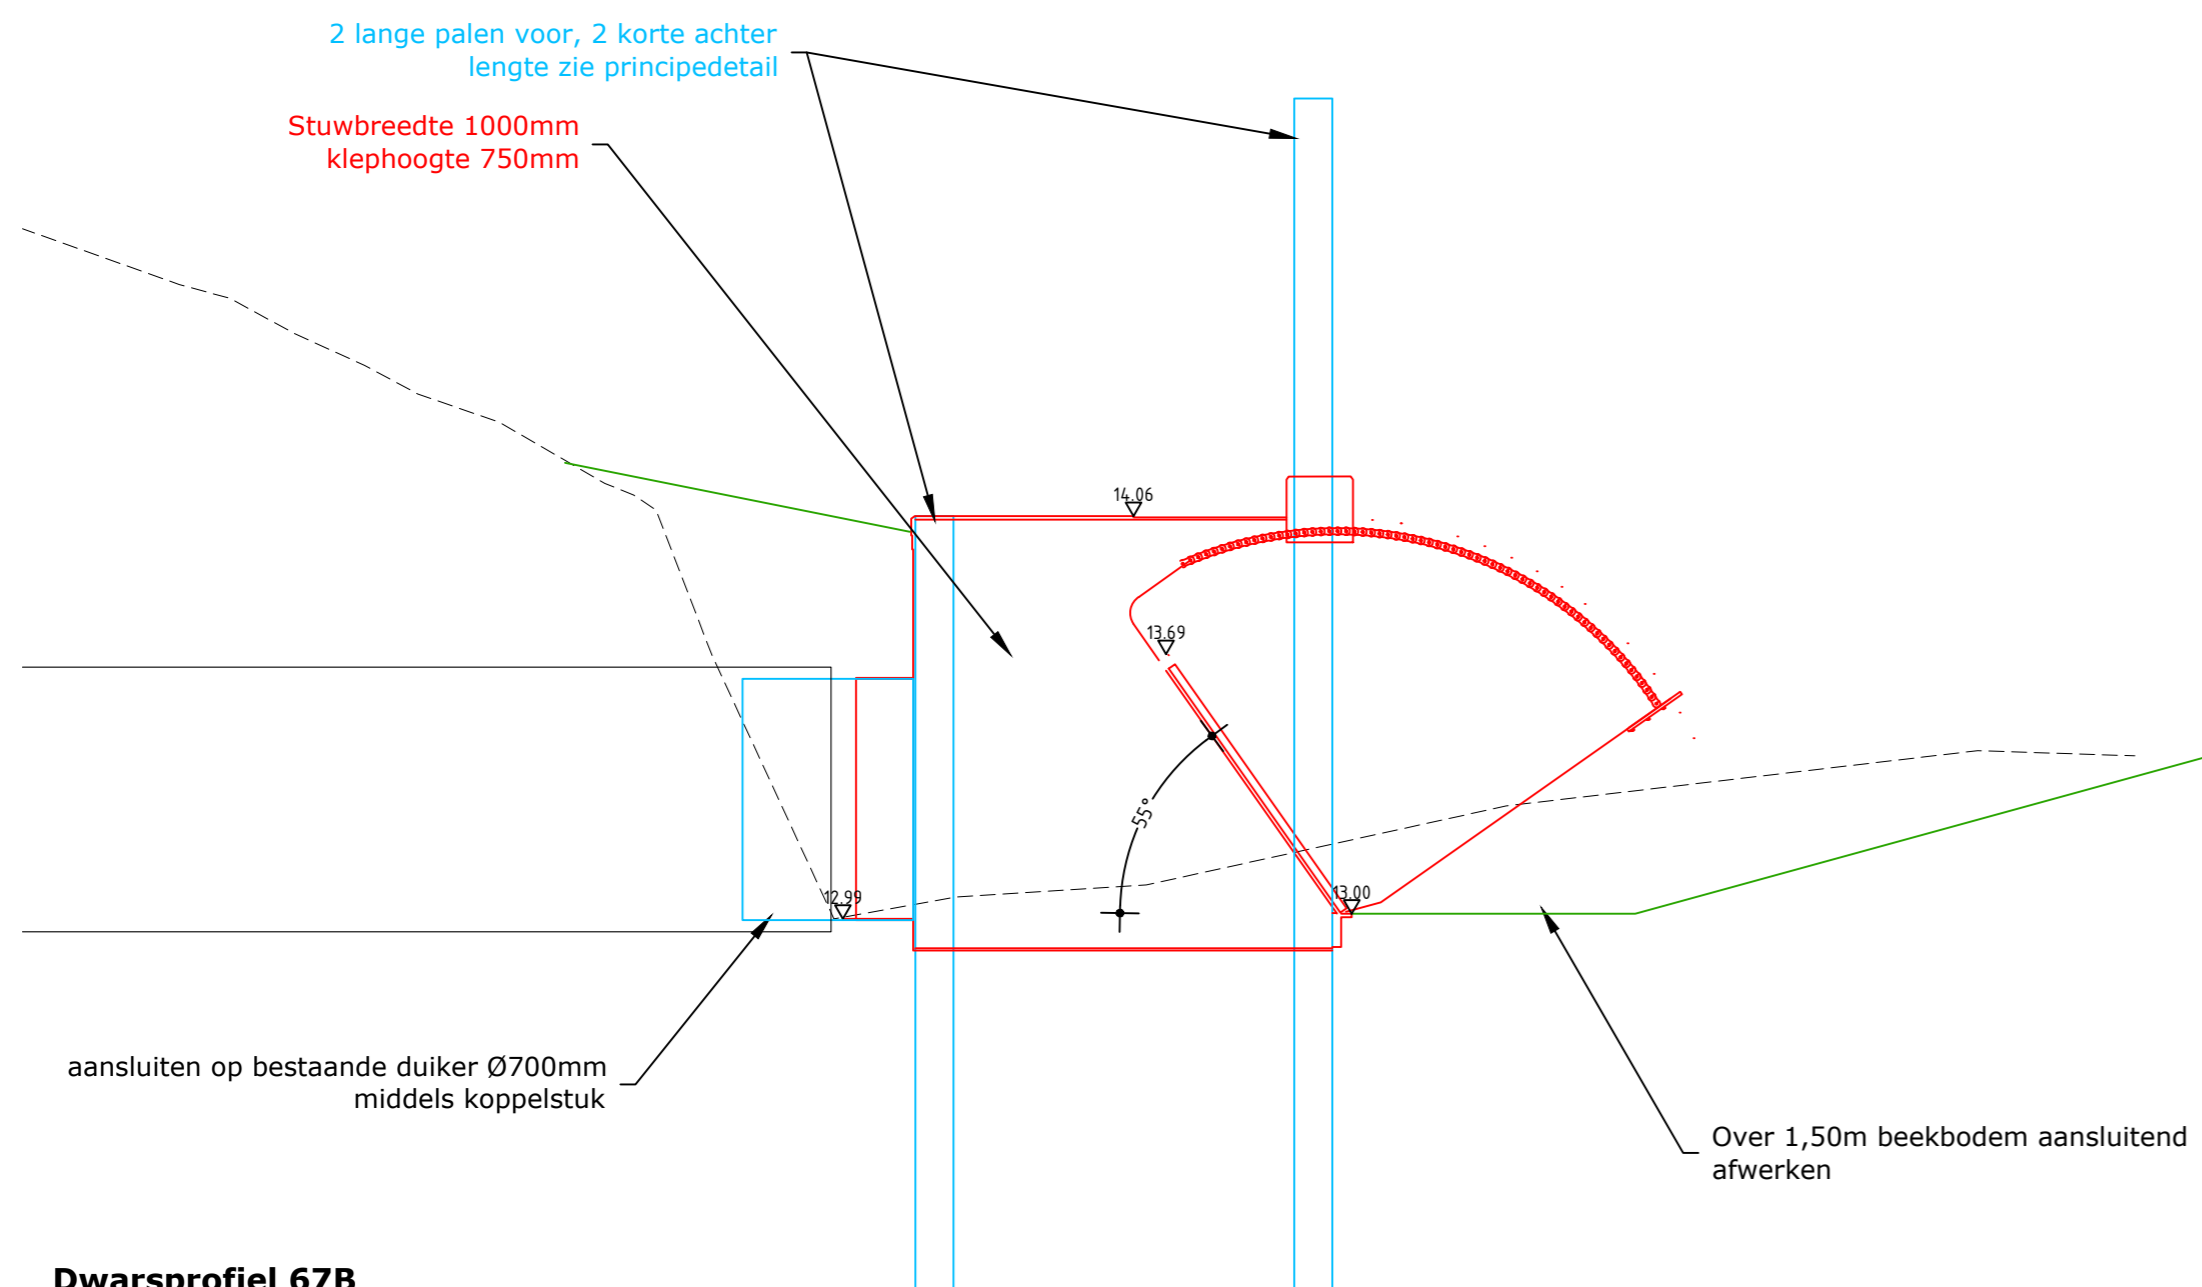 2 lange palen voor, 2 korte achter
lengte zie principedetail
Stuwbreedte 1000mm
klephoogte 750mm
14.06
13.69
55°
12.99
13.00
aansluiten op bestaande duiker Ø700mm
middels koppelstuk
Over 1,50m beekbodem aansluitend
afwerken
Dwarsprofiel 67B